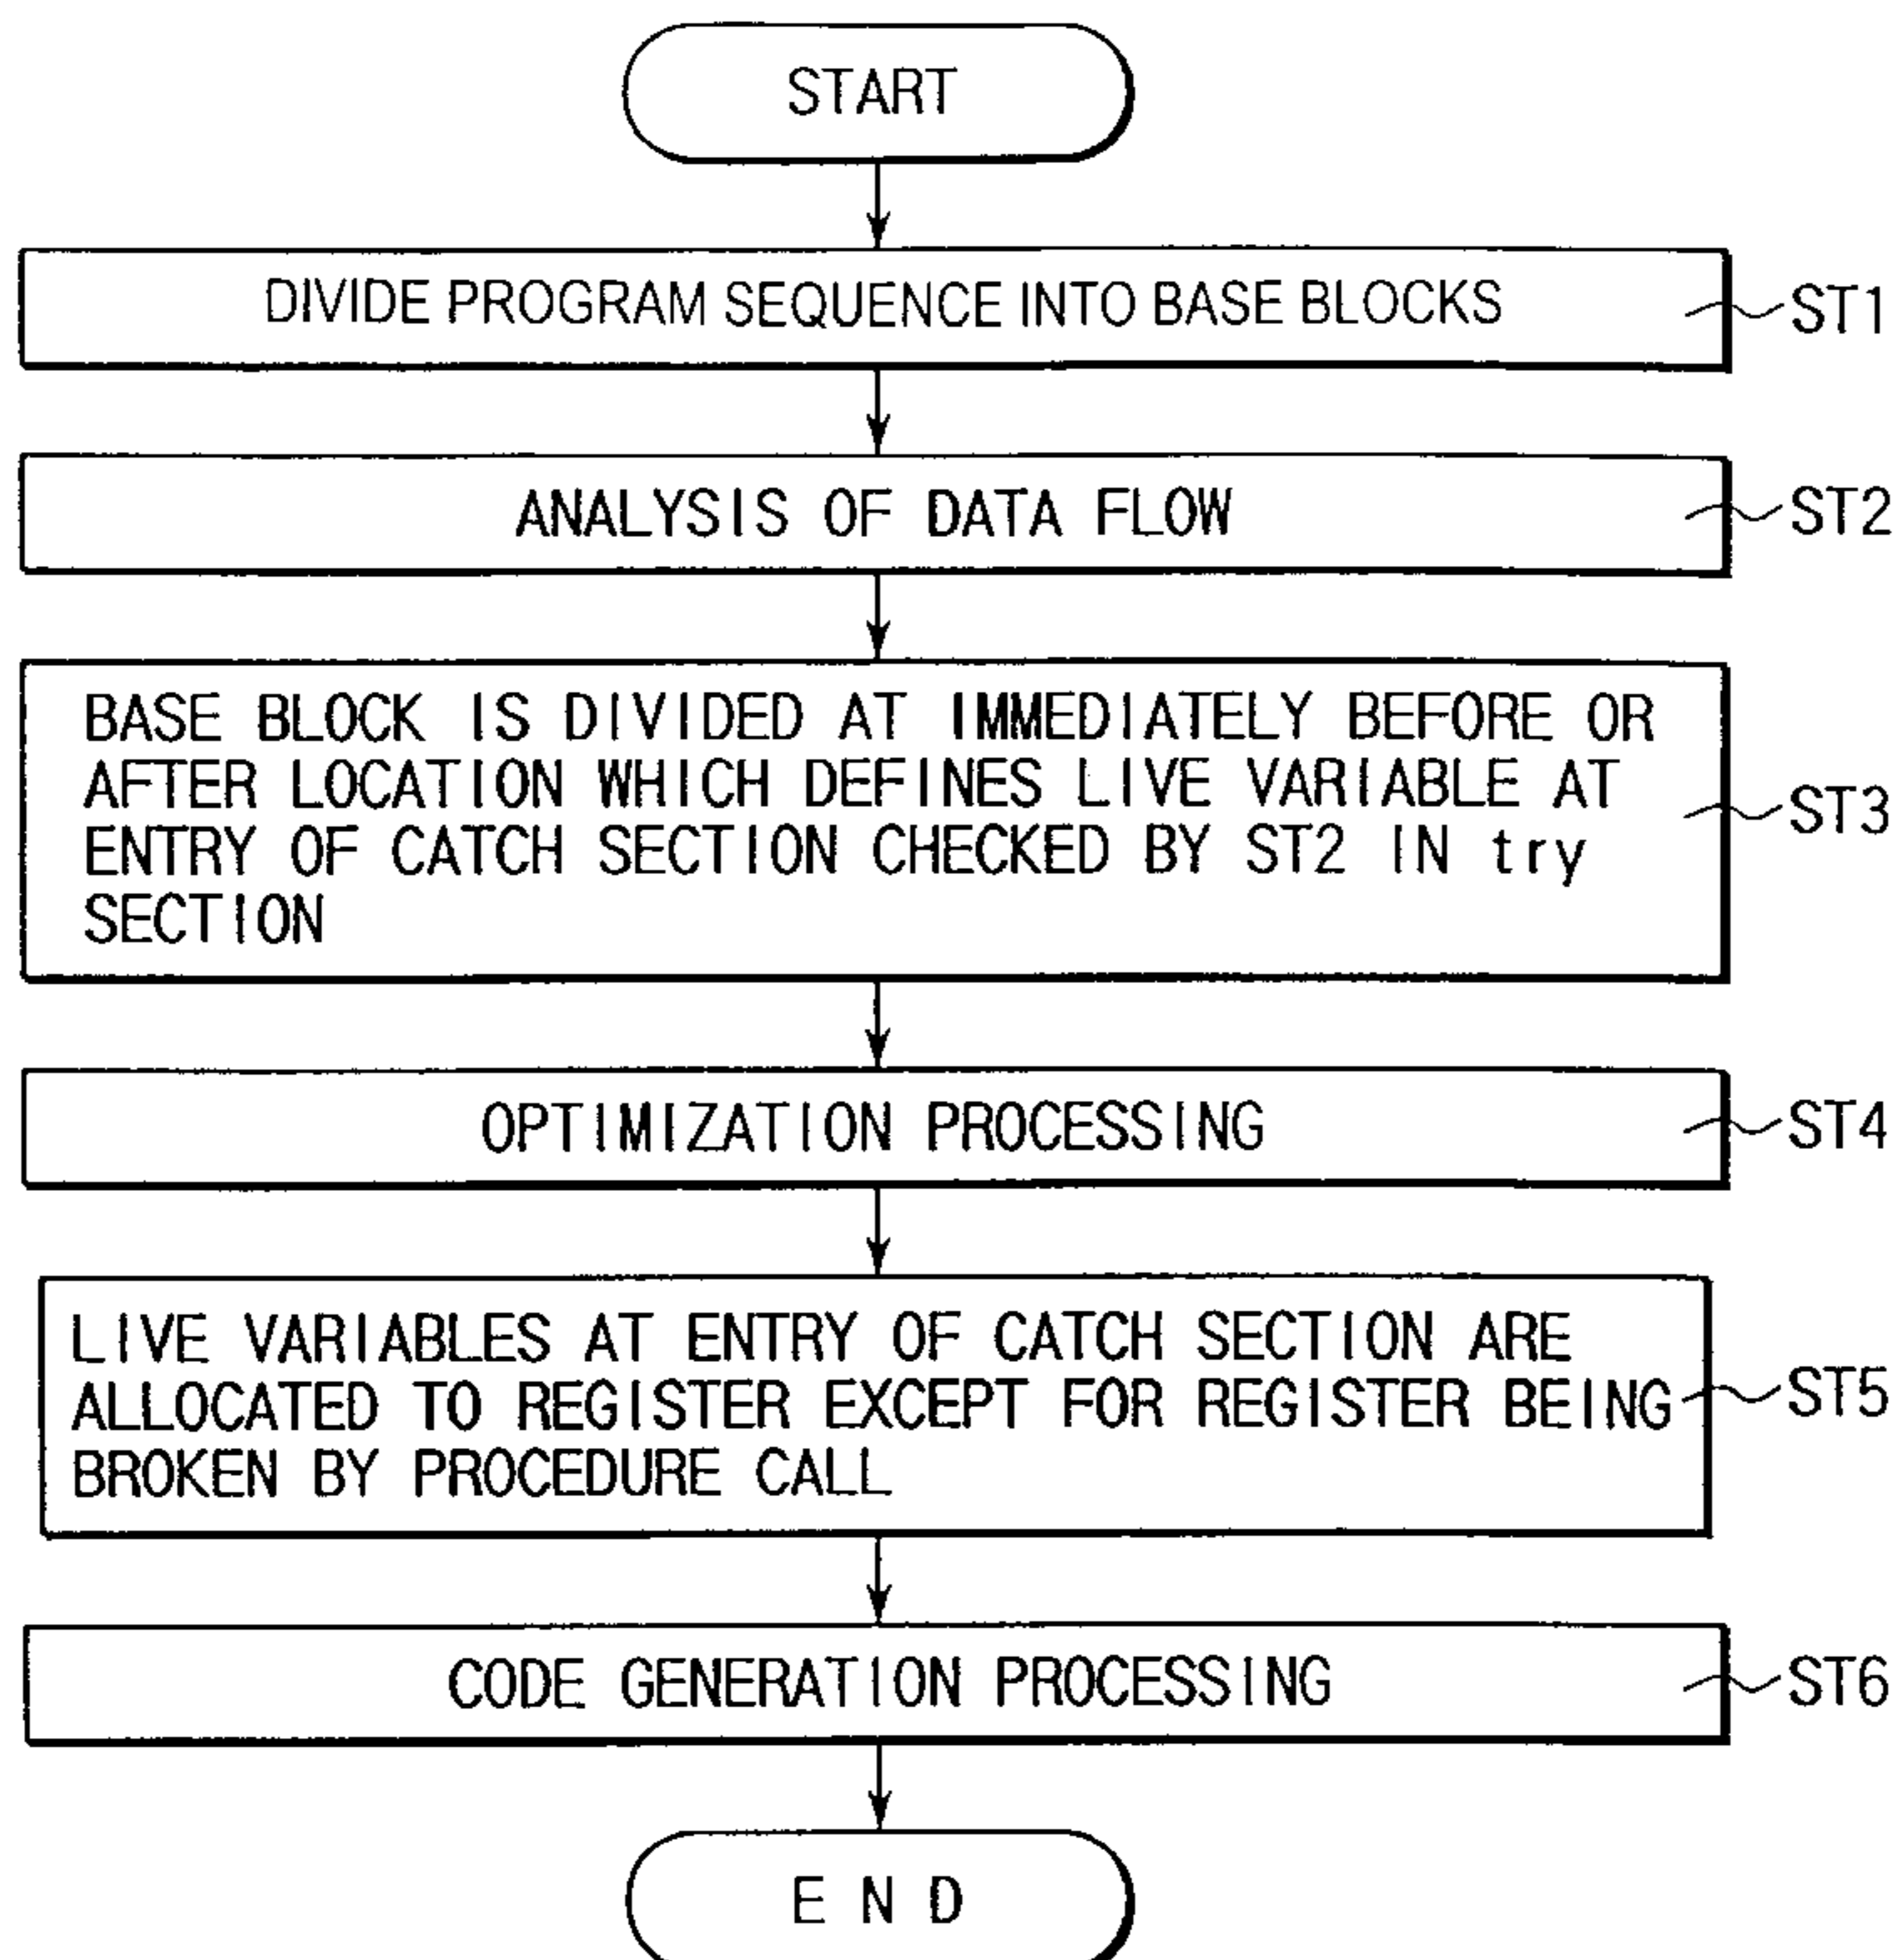 START
DIVIDE PROGRAM SEQUENCE INTO BASE BLOCKS
ST1
ANALYSIS OF DATA FLOW
ST2
BASE BLOCK IS DIVIDED AT IMMEDIATELY BEFORE OR
AFTER LOCATION WHICH DEFINES LIVE VARIABLE AT
ENTRY OF CATCH SECTION CHECKED BY ST2 IN try
SECTION
ST3
OPTIMIZATION PROCESSING
ST4
LIVE VARIABLES AT ENTRY OF CATCH SECTION ARE
ALLOCATED TO REGISTER EXCEPT FOR REGISTER BEING
BROKEN BY PROCEDURE CALL
ST5
CODE GENERATION PROCESSING
ST6
END